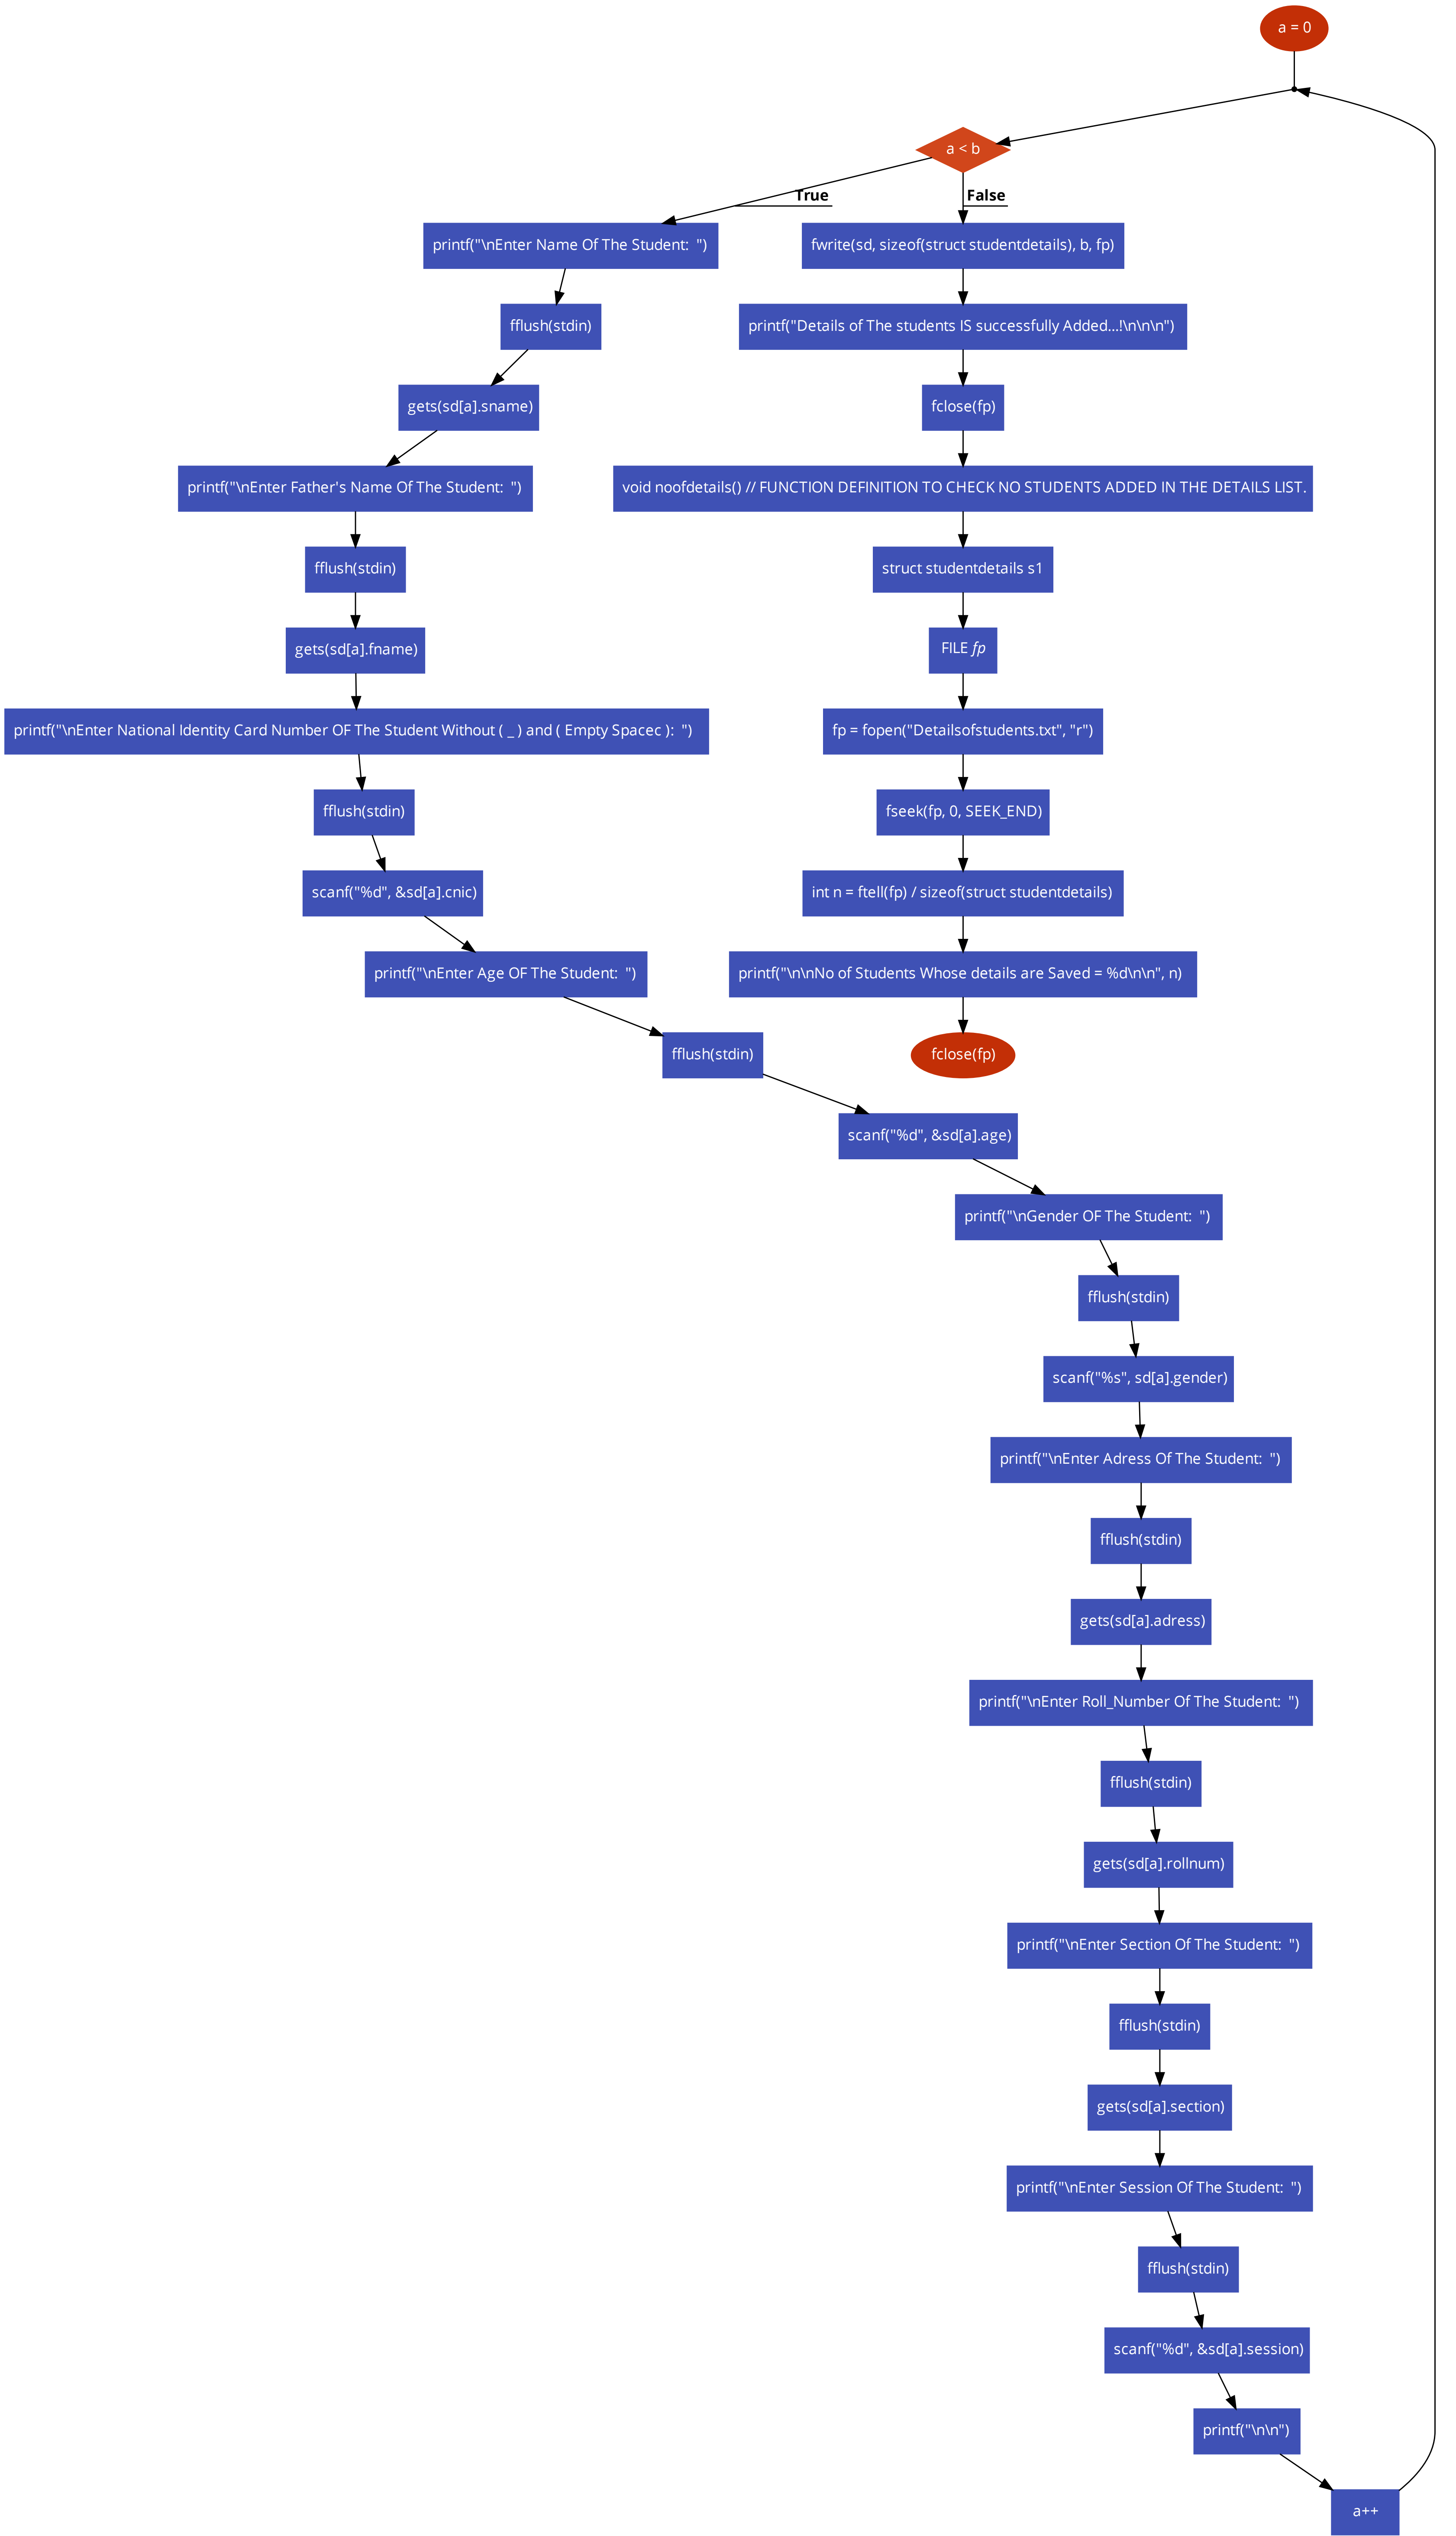 a = 0
a < b
True
False
printf("\nEnter Name Of The Student:  ")
fflush(stdin)
gets(sd[a].sname)
printf("\nEnter Father's Name Of The Student:  ")
fflush(stdin)
gets(sd[a].fname)
printf("\nEnter National Identity Card Number OF The Student Without ( _ ) and ( Empty Spacec ):  ")
fflush(stdin)
scanf("%d", &sd[a].cnic)
printf("\nEnter Age OF The Student:  ")
fflush(stdin)
scanf("%d", &sd[a].age)
printf("\nGender OF The Student:  ")
fflush(stdin)
scanf("%s", sd[a].gender)
printf("\nEnter Adress Of The Student:  ")
fflush(stdin)
gets(sd[a].adress)
printf("\nEnter Roll_Number Of The Student:  ")
fflush(stdin)
gets(sd[a].rollnum)
printf("\nEnter Section Of The Student:  ")
fflush(stdin)
gets(sd[a].section)
printf("\nEnter Session Of The Student:  ")
fflush(stdin)
scanf("%d", &sd[a].session)
printf("\n\n")
a++
fwrite(sd, sizeof(struct studentdetails), b, fp)
printf("Details of The students IS successfully Added...!\n\n\n")
fclose(fp)
void noofdetails() // FUNCTION DEFINITION TO CHECK NO STUDENTS ADDED IN THE DETAILS LIST.
struct studentdetails s1
FILE fp
fp = fopen("Detailsofstudents.txt", "r")
fseek(fp, 0, SEEK_END)
int n = ftell(fp) / sizeof(struct studentdetails)
printf("\n\nNo of Students Whose details are Saved = %d\n\n", n)
fclose(fp)